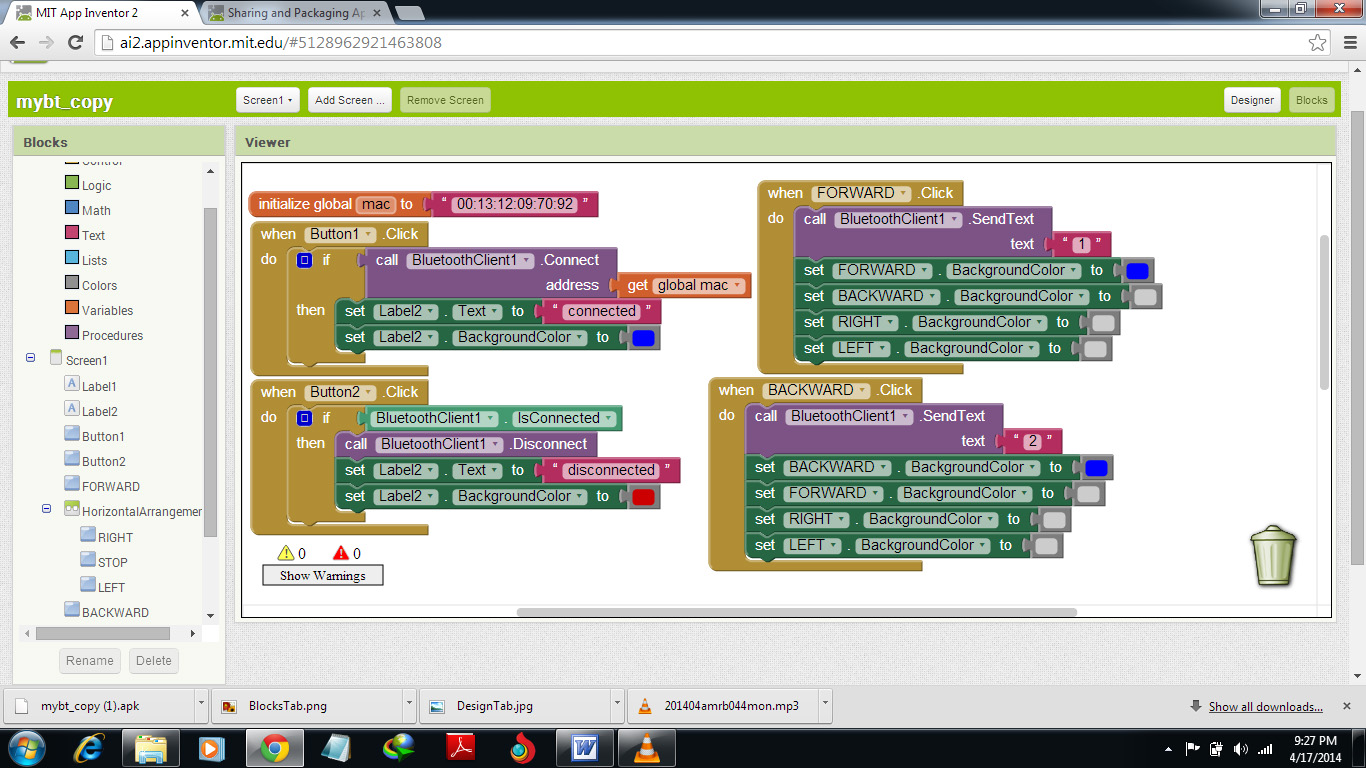 MIT App Inventor 2
Sharing and Packaging Ap
ai2.appinventor.mit.edu/#5128962921463808
mybt_copy
Screen1
Add Screen ...
Remove Screen
Designer
Blocks
Blocks
Control
Logic
Math
Text
Lists
Colors
Variables
Procedures
Screen1
Label1
Label2
Button1
Button2
FORWARD
HorizontalArrangemer
RIGHT
STOP
LEFT
BACKWARD
Rename
Delete
Viewer
initialize global mac to “ 00:13:12:09:70:92 ”
when Button1 .Click
do if call BluetoothClient1 .Connect
address get global mac
then set Label2 . Text to “ connected ”
set Label2 . BackgroundColor to
when Button2 .Click
do if BluetoothClient1 . IsConnected
then call BluetoothClient1 .Disconnect
set Label2 . Text to “ disconnected ”
set Label2 . BackgroundColor to
0 0
Show Warnings
when FORWARD .Click
do call BluetoothClient1 .SendText
text “ 1 ”
set FORWARD . BackgroundColor to
set BACKWARD . BackgroundColor to
set RIGHT . BackgroundColor to
set LEFT . BackgroundColor to
when BACKWARD .Click
do call BluetoothClient1 .SendText
text “ 2 ”
set BACKWARD . BackgroundColor to
set FORWARD . BackgroundColor to
set RIGHT . BackgroundColor to
set LEFT . BackgroundColor to
mybt_copy (1).apk
BlocksTab.png
DesignTab.jpg
201404amrb044mon.mp3
Show all downloads...
9:27 PM
4/17/2014